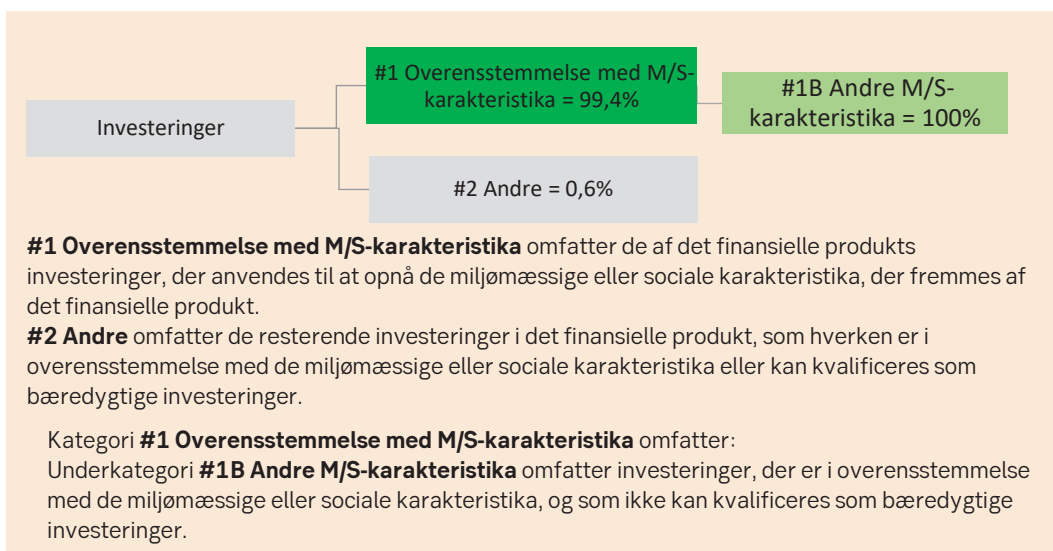 #1 Overensstemmelse med M/S-
karakteristika = 99,4%
#1B Andre M/S-
karakteristika = 100%
Investeringer
#2 Andre = 0,6%
#1 Overensstemmelse med M/S-karakteristika omfatter de af det finansielle produkts
investeringer, der anvendes til at opnå de miljømæssige eller sociale karakteristika, der fremmes af
det finansielle produkt.
#2 Andre omfatter de resterende investeringer i det finansielle produkt, som hverken er i
overensstemmelse med de miljømæssige eller sociale karakteristika eller kan kvalificeres som
bæredygtige investeringer.
Kategori #1 Overensstemmelse med M/S-karakteristika omfatter:
Underkategori #1B Andre M/S-karakteristika omfatter investeringer, der er i overensstemmelse
med de miljømæssige eller sociale karakteristika, og som ikke kan kvalificeres som bæredygtige
investeringer.